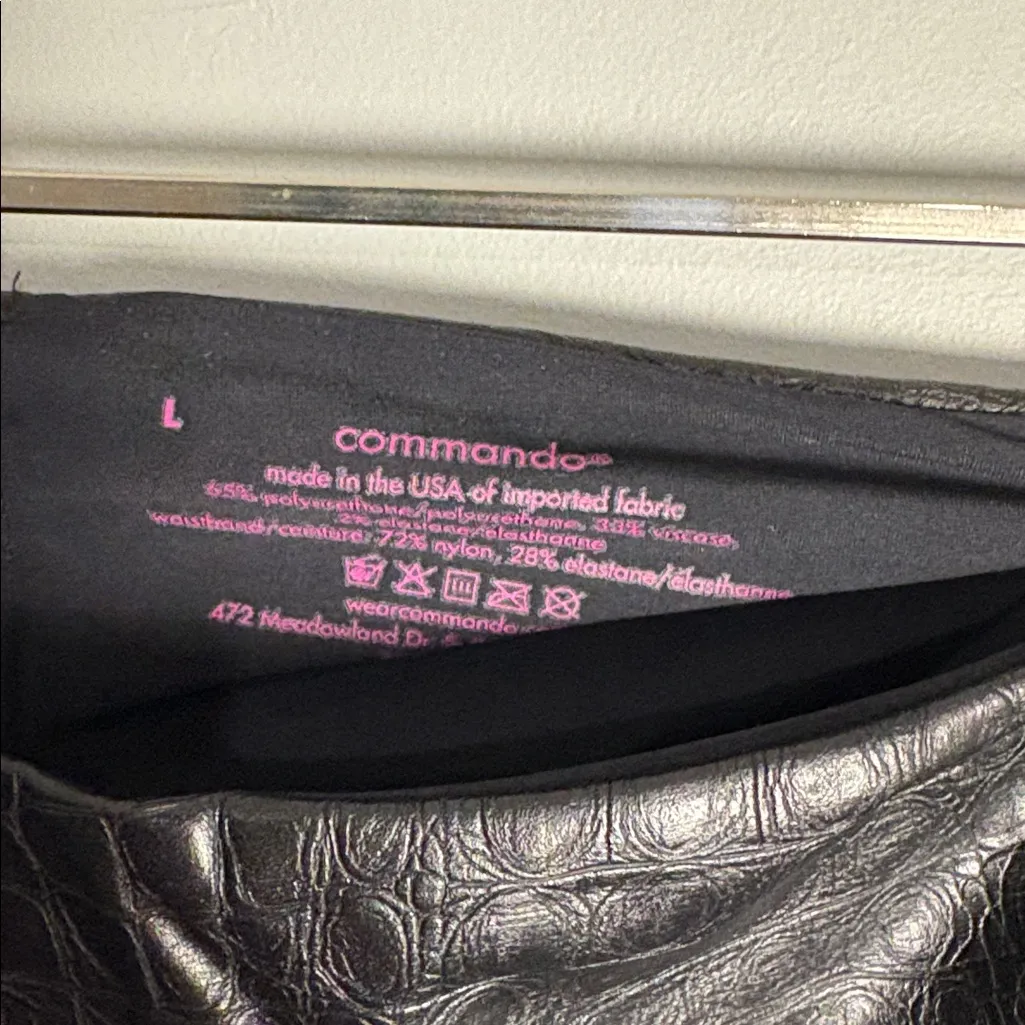 L
commando
made in the USA of imported fabric
65% polyurethane/polyuréthane, 33% viscose,
2% elastane/élasthanne
waistband/ceinture: 72% nylon, 28% elastane/élasthanne
wearcommando
472 Meadowland Dr.